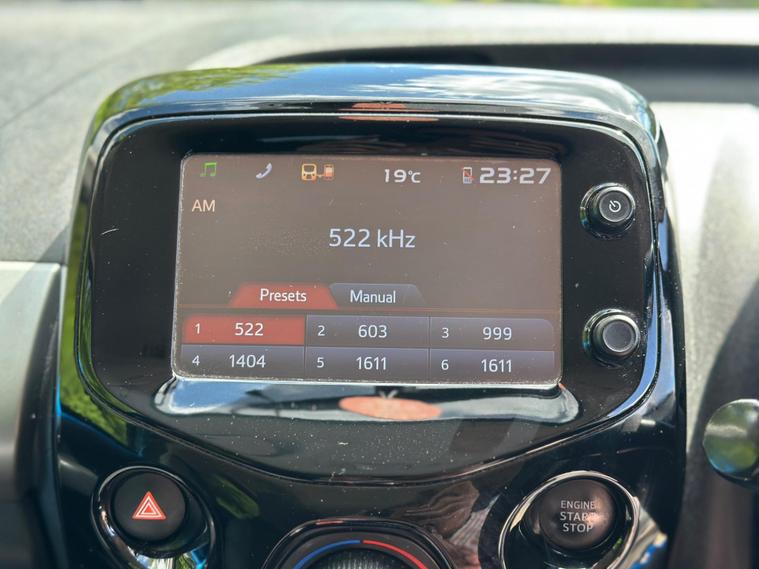 19°C 23:27
AM
522 kHz
Presets Manual
1 522 2 603 3 999
4 1404 5 1611 6 1611
ENGINE
START
STOP